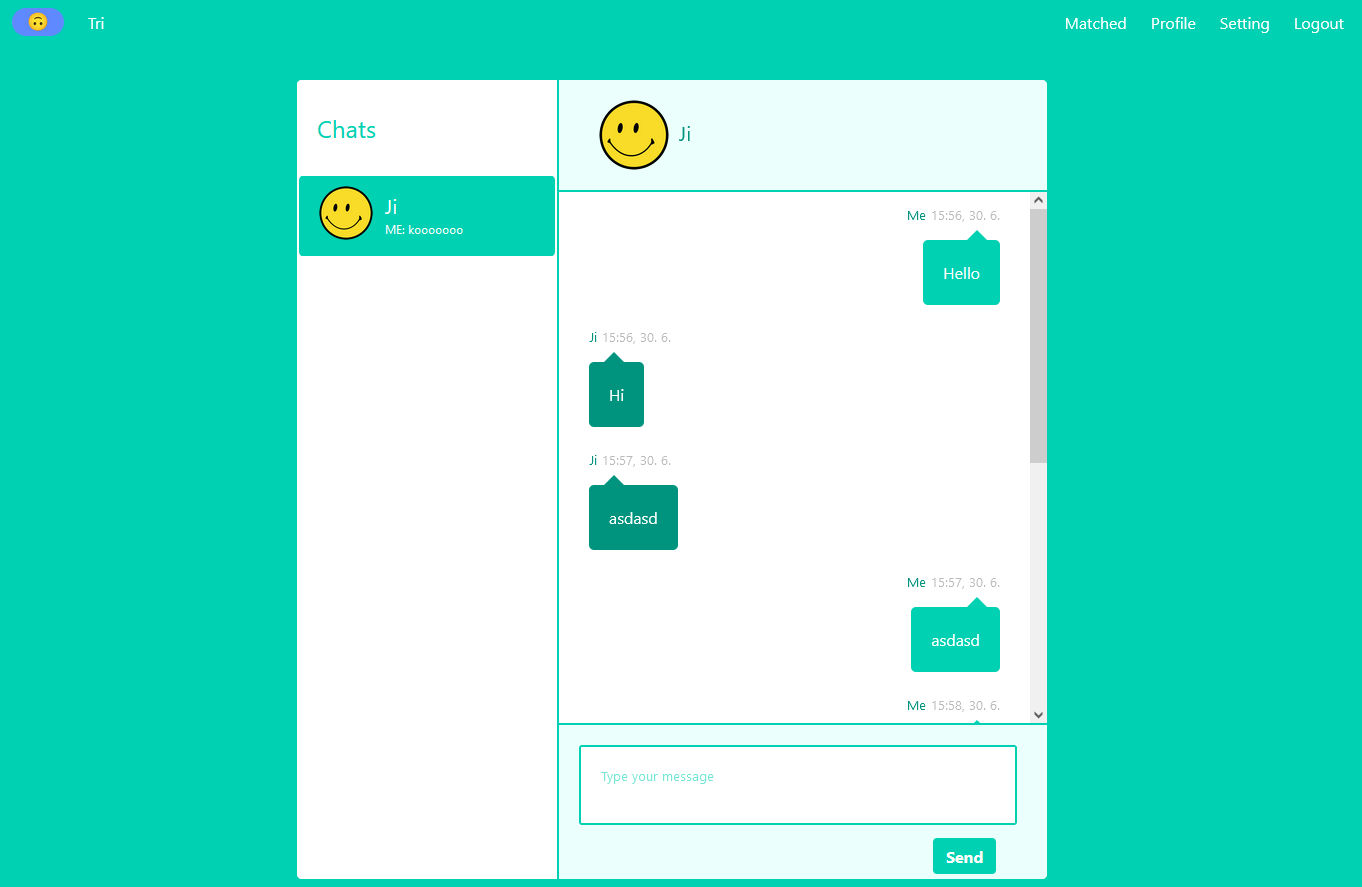 Tri
Matched Profile Setting Logout
Chats
Ji
ME: kooooooo
Ji
Me 15:56, 30. 6.
Hello
Ji 15:56, 30. 6.
Hi
Ji 15:57, 30. 6.
asdasd
Me 15:57, 30. 6.
asdasd
Me 15:58, 30. 6.
Type your message
Send